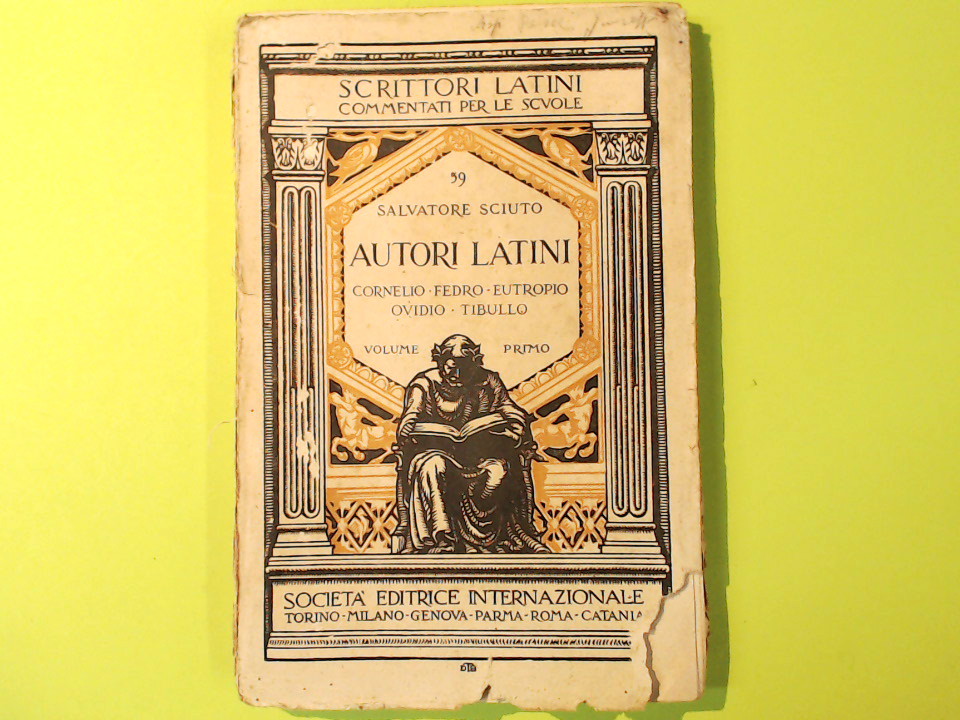 SCRITTORI LATINI
COMMENTATI PER LE SCVOLE
59
SALVATORE SCIUTO
AUTORI LATINI
CORNELIO · FEDRO · EUTROPIO
OVIDIO · TIBULLO
VOLUME PRIMO
SOCIETA' EDITRICE INTERNAZIONALE
TORINO - MILANO - GENOVA - PARMA - ROMA - CATANIA